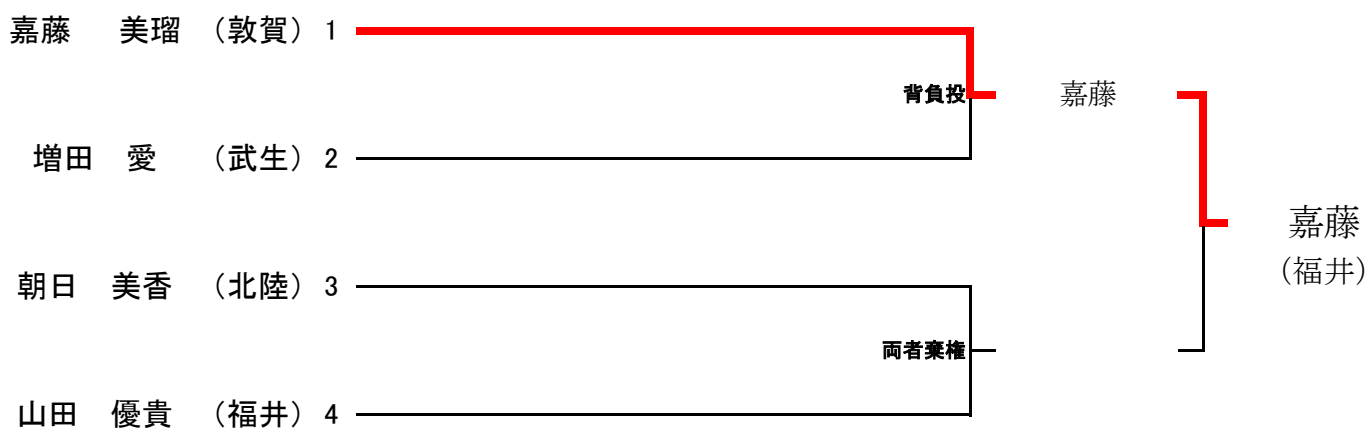 嘉藤　美瑠　（敦賀）　1
背負投
嘉藤
増田　愛　（武生）　2
嘉藤
（福井）
朝日　美香　（北陸）　3
両者棄権
山田　優貴　（福井）　4